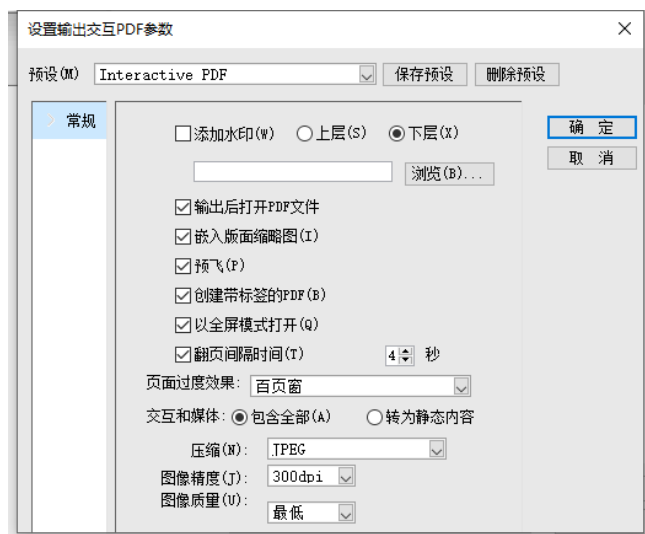 设置输出交互PDF参数
预设(M) Interactive PDF 保存预设 删除预设
常规
添加水印(W) 上层(S) 下层(X)
确 定
浏览(B)...
取 消
输出后打开PDF文件
嵌入版面缩略图(I)
预飞(P)
创建带标签的PDF(B)
以全屏模式打开(Q)
翻页间隔时间(T) 4 秒
页面过度效果: 百页窗
交互和媒体: 包含全部(A) 转为静态内容
压缩(N): JPEG
图像精度(J): 300dpi
图像质量(U): 最低